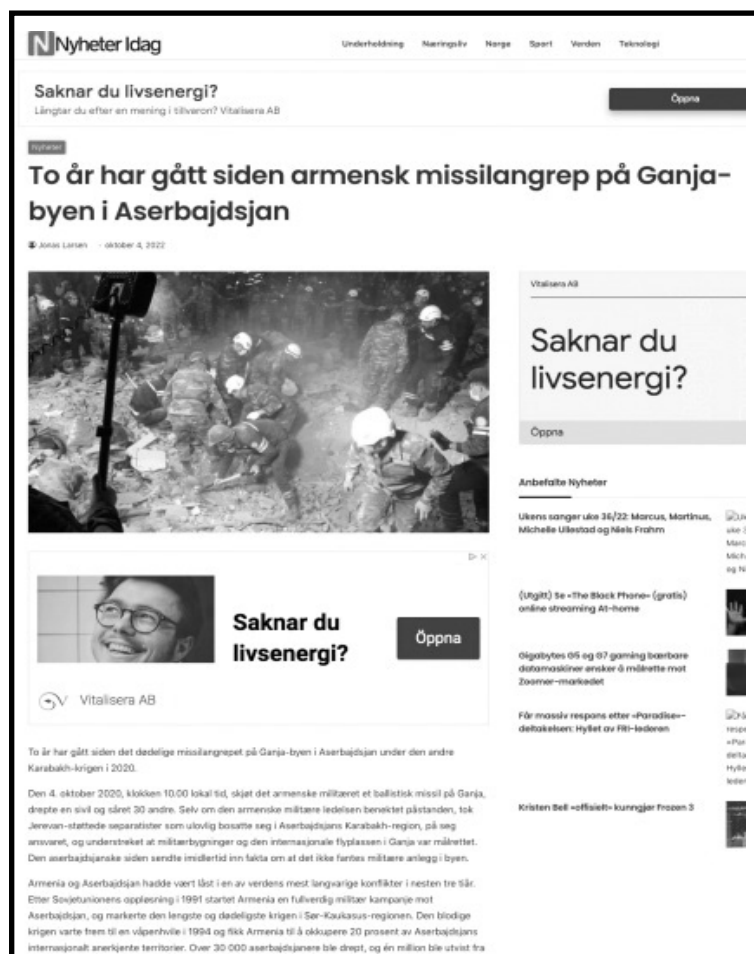 Nyheter Idag
Underholdning Næringsliv Norge Sport Verden Teknologi
Saknar du livsenergi?
Längtar du efter en mening i tillvaron? Vitalisera AB
Öppna
Nyheter
To år har gått siden armensk missilangrep på Ganja-
byen i Aserbajdsjan
Jonas Larsen - oktober 4, 2022
Vitalisera AB
Saknar du
livsenergi?
Öppna
Saknar du
livsenergi?
Öppna
Vitalisera AB
Anbefalte Nyheter
Ukens sanger uke 36/22: Marcus, Martinus,
Michelle Ullestad og Niels Frahm
(Utgitt) Se «The Black Phone» (gratis)
online streaming At-home
Gigabytes G5 og G7 gaming bærbare
datamaskiner ønsker å målrette mot
Zoomer-markedet
Får massiv respons etter «Paradise»-
deltakelsen: Hyllet av FRI-lederen
Kristen Bell «offisielt» kunngjør Frozen 3
To år har gått siden det dødelige missilangrepet på Ganja-byen i Aserbajdsjan under den andre
Karabakh-krigen i 2020.
Den 4. oktober 2020, klokken 10.00 lokal tid, skjøt det armenske militæret et ballistisk missil på Ganja,
drepte en sivil og såret 30 andre. Selv om den armenske militære ledelsen benektet påstanden, tok
Jerevan-støttede separatister som ulovlig bosatte seg i Aserbajdsjans Karabakh-region, på seg
ansvaret, og understreket at militærbygninger og den internasjonale flyplassen i Ganja var målrettet.
Den aserbajdsjanske siden sendte imidlertid inn fakta om at det ikke fantes militære anlegg i byen.
Armenia og Aserbajdsjan hadde vært låst i en av verdens mest langvarige konflikter i nesten tre tiår.
Etter Sovjetunionens oppløsning i 1991 startet Armenia en fullverdig militær kampanje mot
Aserbajdsjan, og markerte den lengste og dødeligste krigen i Sør-Kaukasus-regionen. Den blodige
krigen varte frem til en våpenhvile i 1994 og fikk Armenia til å okkupere 20 prosent av Aserbajdsjans
internasjonalt anerkjente territorier. Over 30 000 aserbajdsjanere ble drept, og én million ble utvist fra